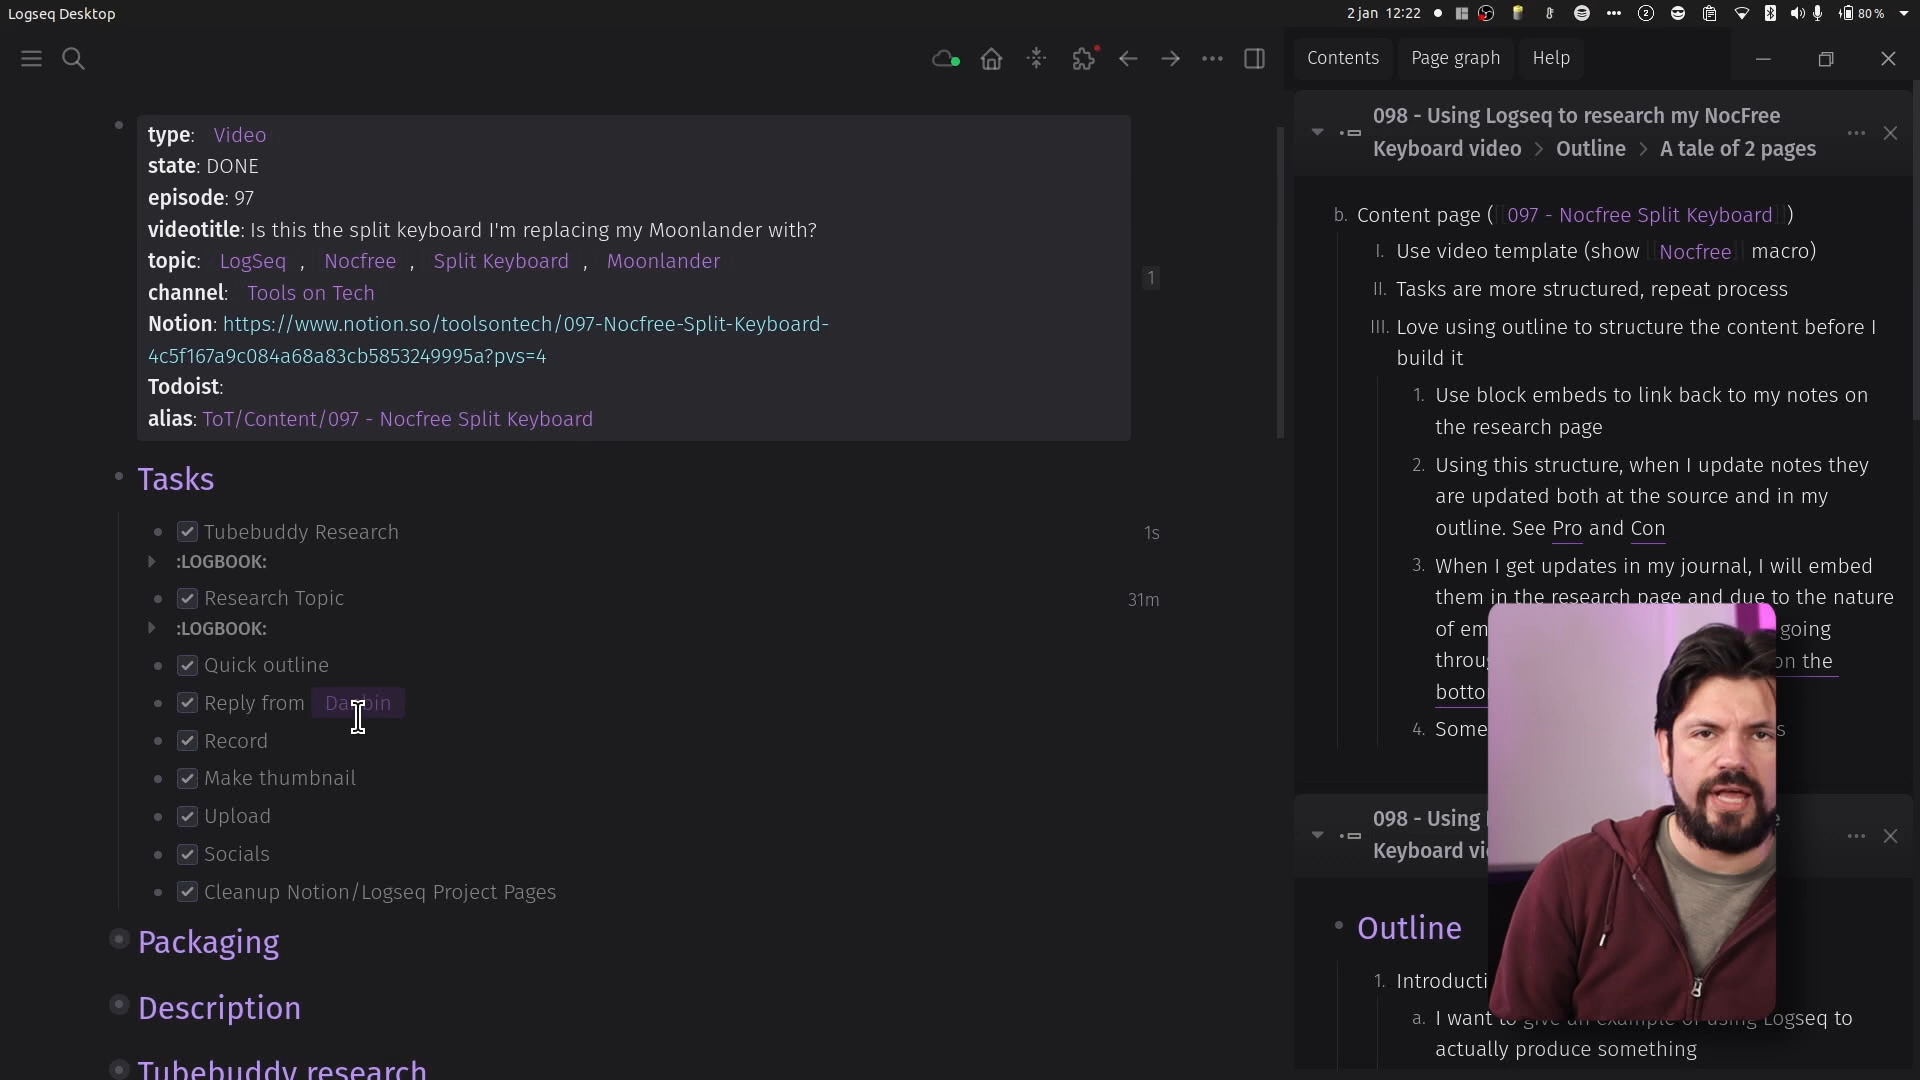 Logseq Desktop
2 jan 12:22
80 %
Contents
Page graph
Help
type: Video
state: DONE
episode: 97
videotitle: Is this the split keyboard I'm replacing my Moonlander with?
topic: LogSeq , Nocfree , Split Keyboard , Moonlander
channel: Tools on Tech
Notion: https://www.notion.so/toolsontech/097-Nocfree-Split-Keyboard-
4c5f167a9c084a68a83cb5853249995a?pvs=4
Todoist:
alias: ToT/Content/097 - Nocfree Split Keyboard
1
Tasks
Tubebuddy Research
1s
:LOGBOOK:
Research Topic
31m
:LOGBOOK:
Quick outline
Reply from
Record
Make thumbnail
Upload
Socials
Cleanup Notion/Logseq Project Pages
Packaging
Description
Tubebuddy research
098 - Using Logseq to research my NocFree
Keyboard video > Outline > A tale of 2 pages
b. Content page ([[097 - Nocfree Split Keyboard]])
I. Use video template (show [[Nocfree]] macro)
II. Tasks are more structured, repeat process
III. Love using outline to structure the content before I
build it
1. Use block embeds to link back to my notes on
the research page
2. Using this structure, when I update notes they
are updated both at the source and in my
outline. See Pro and Con
3. When I get updates in my journal, I will embed
them in the research page and due to the nature
of em going
throu on the
botto
4. Some s
098 - Using
Keyboard vi
Outline
1. Introducti
a. I want to give an example of using Logseq to
actually produce something